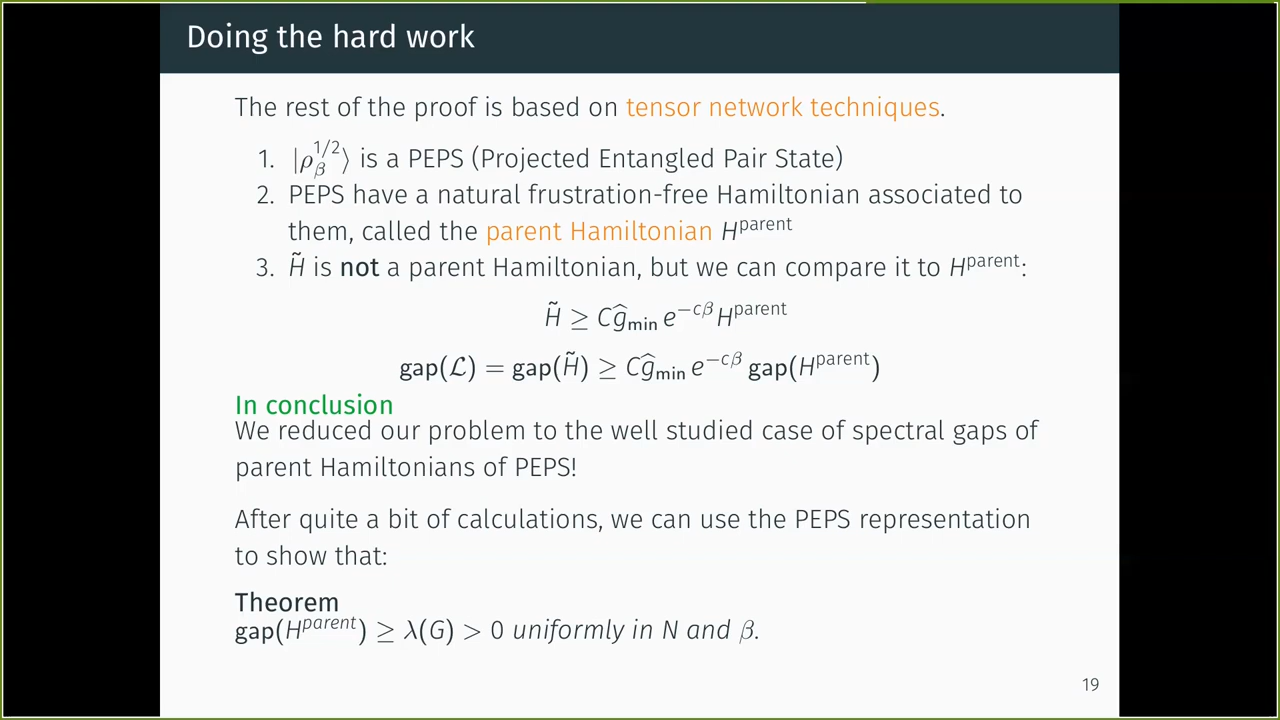 Doing the hard work
The rest of the proof is based on tensor network techniques.
1. |ρ_β^{1/2}⟩ is a PEPS (Projected Entangled Pair State)
2. PEPS have a natural frustration-free Hamiltonian associated to
them, called the parent Hamiltonian H^{parent}
3. H̃ is not a parent Hamiltonian, but we can compare it to H^{parent}:
H̃ ≥ Cĝ_{min} e^{−cβ} H^{parent}
gap(ℒ) = gap(H̃) ≥ Cĝ_{min} e^{−cβ} gap(H^{parent})
In conclusion
We reduced our problem to the well studied case of spectral gaps of
parent Hamiltonians of PEPS!
After quite a bit of calculations, we can use the PEPS representation
to show that:
Theorem
gap(H^{parent}) ≥ λ(G) > 0 uniformly in N and β.
19